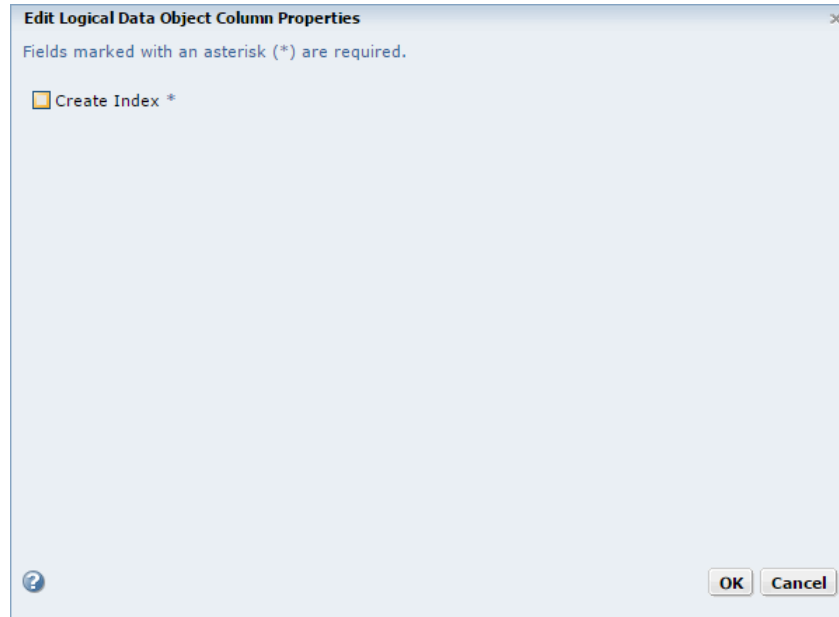 Edit Logical Data Object Column Properties
Fields marked with an asterisk (*) are required.
Create Index *
OK Cancel